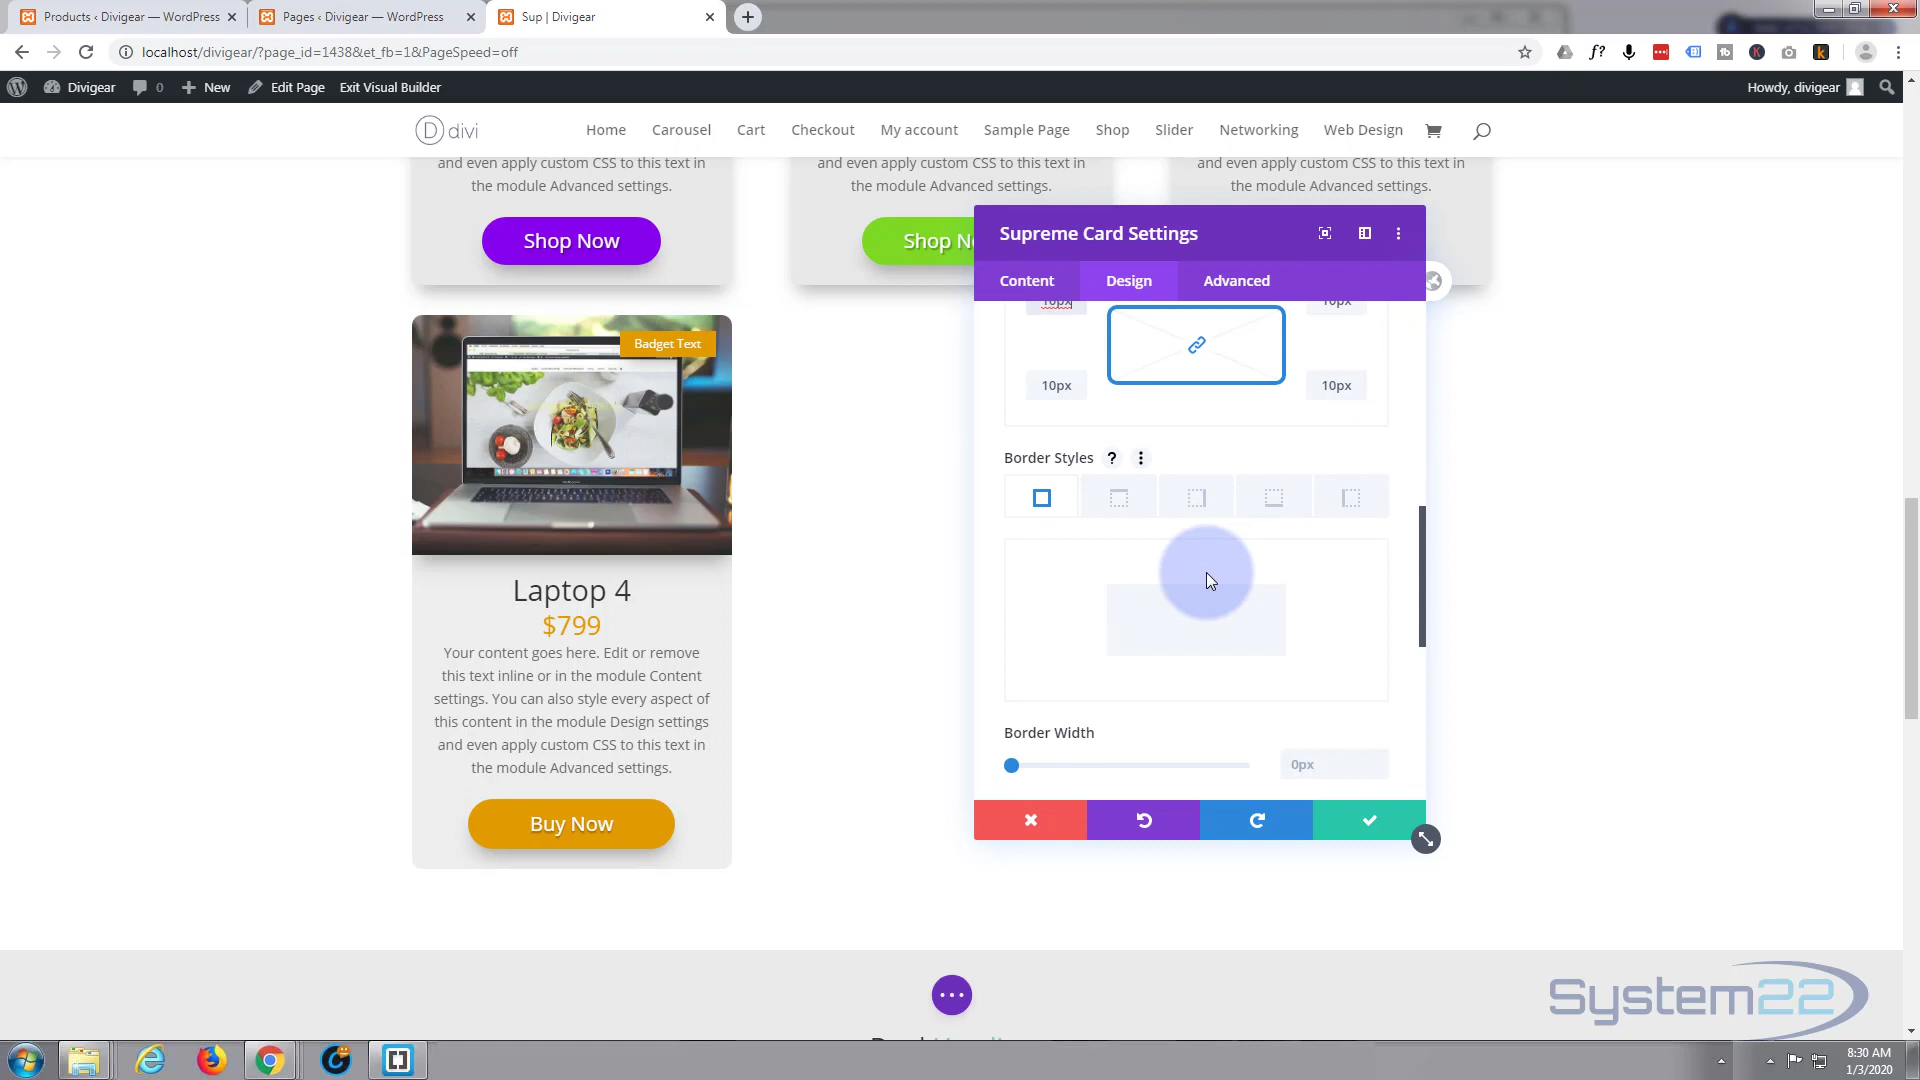 Products ‹ Divigear — WordPress
Pages ‹ Divigear — WordPress
Sup | Divigear
localhost/divigear/?page_id=1438&et_fb=1&PageSpeed=off
Divigear
0
New
Edit Page
Exit Visual Builder
Howdy, divigear
divi
Home
Carousel
Cart
Checkout
My account
Sample Page
Shop
Slider
Networking
Web Design
and even apply custom CSS to this text in
the module Advanced settings.
and even apply custom CSS to this text in
the module Advanced settings.
and even apply custom CSS to this text in
the module Advanced settings.
Shop Now
Shop N
Supreme Card Settings
Content
Design
Advanced
10px
10px
10px
10px
Border Styles
Border Width
0px
Badget Text
Laptop 4
$799
Your content goes here. Edit or remove
this text inline or in the module Content
settings. You can also style every aspect of
this content in the module Design settings
and even apply custom CSS to this text in
the module Advanced settings.
Buy Now
System22
8:30 AM
1/3/2020